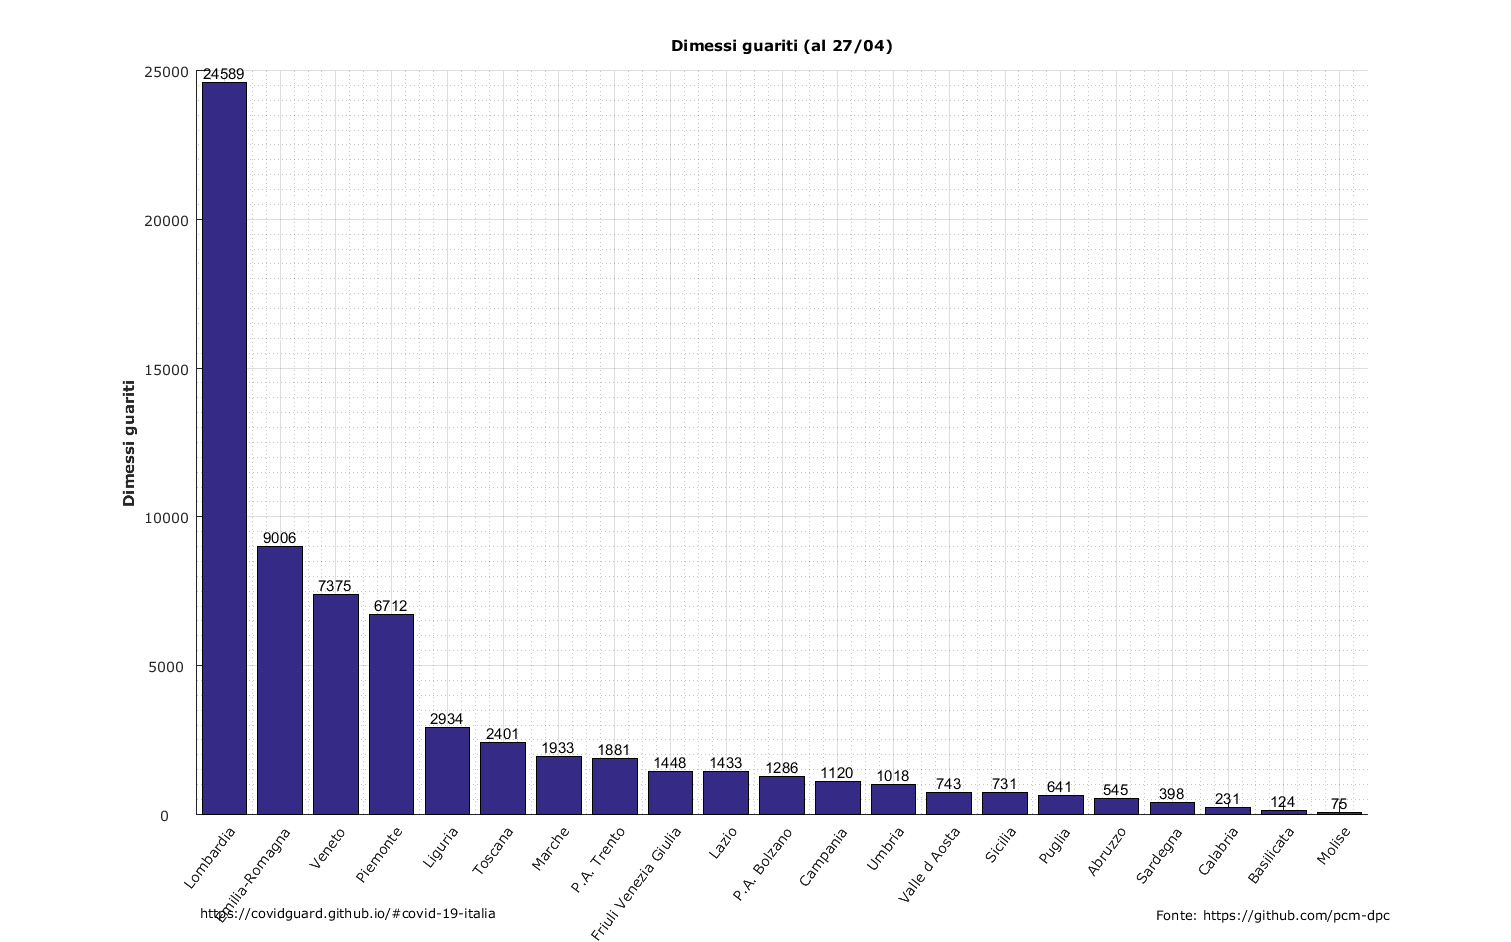 Dimessi guariti (al 27/04)
Dimessi guariti
25000
20000
15000
10000
5000
0
24589
9006
7375
6712
2934
2401
1933
1881
1448
1433
1286
1120
1018
743
731
641
545
398
231
124
75
Lombardia
Emilia-Romagna
Veneto
Piemonte
Liguria
Toscana
Marche
P.A. Trento
Friuli Venezia Giulia
Lazio
P.A. Bolzano
Campania
Umbria
Valle d Aosta
Sicilia
Puglia
Abruzzo
Sardegna
Calabria
Basilicata
Molise
https://covidguard.github.io/#covid-19-italia
Fonte: https://github.com/pcm-dpc